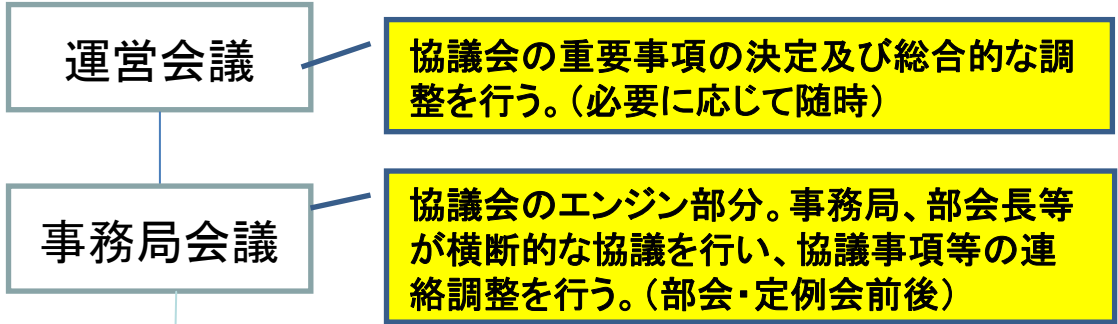 運営会議
協議会の重要事項の決定及び総合的な調
整を行う。（必要に応じて随時）
事務局会議
協議会のエンジン部分。事務局、部会長等
が横断的な協議を行い、協議事項等の連
絡調整を行う。（部会・定例会前後）